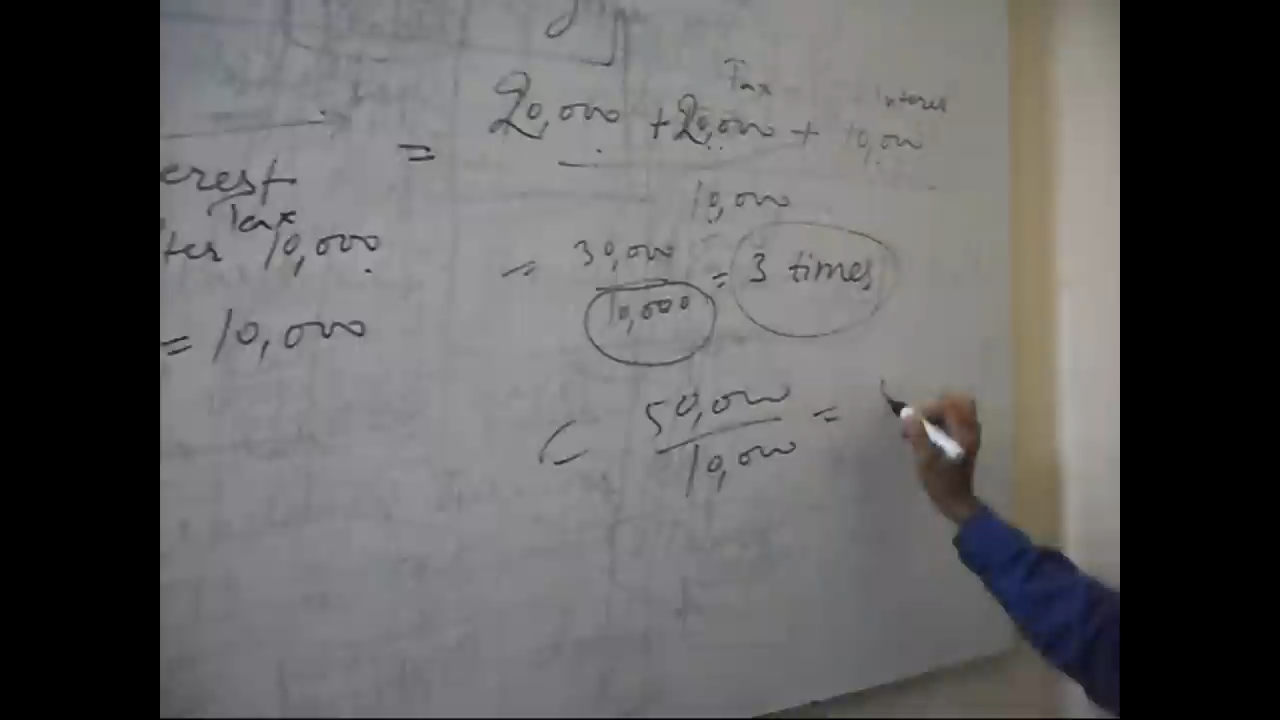 Tax Interes
= 20,000 + 20,000 + 10,000
10,000
erest
Tax
ter 10,000
= 30,000 / 10,000 = 3 times
= 10,000
50,000 / 10,000 =